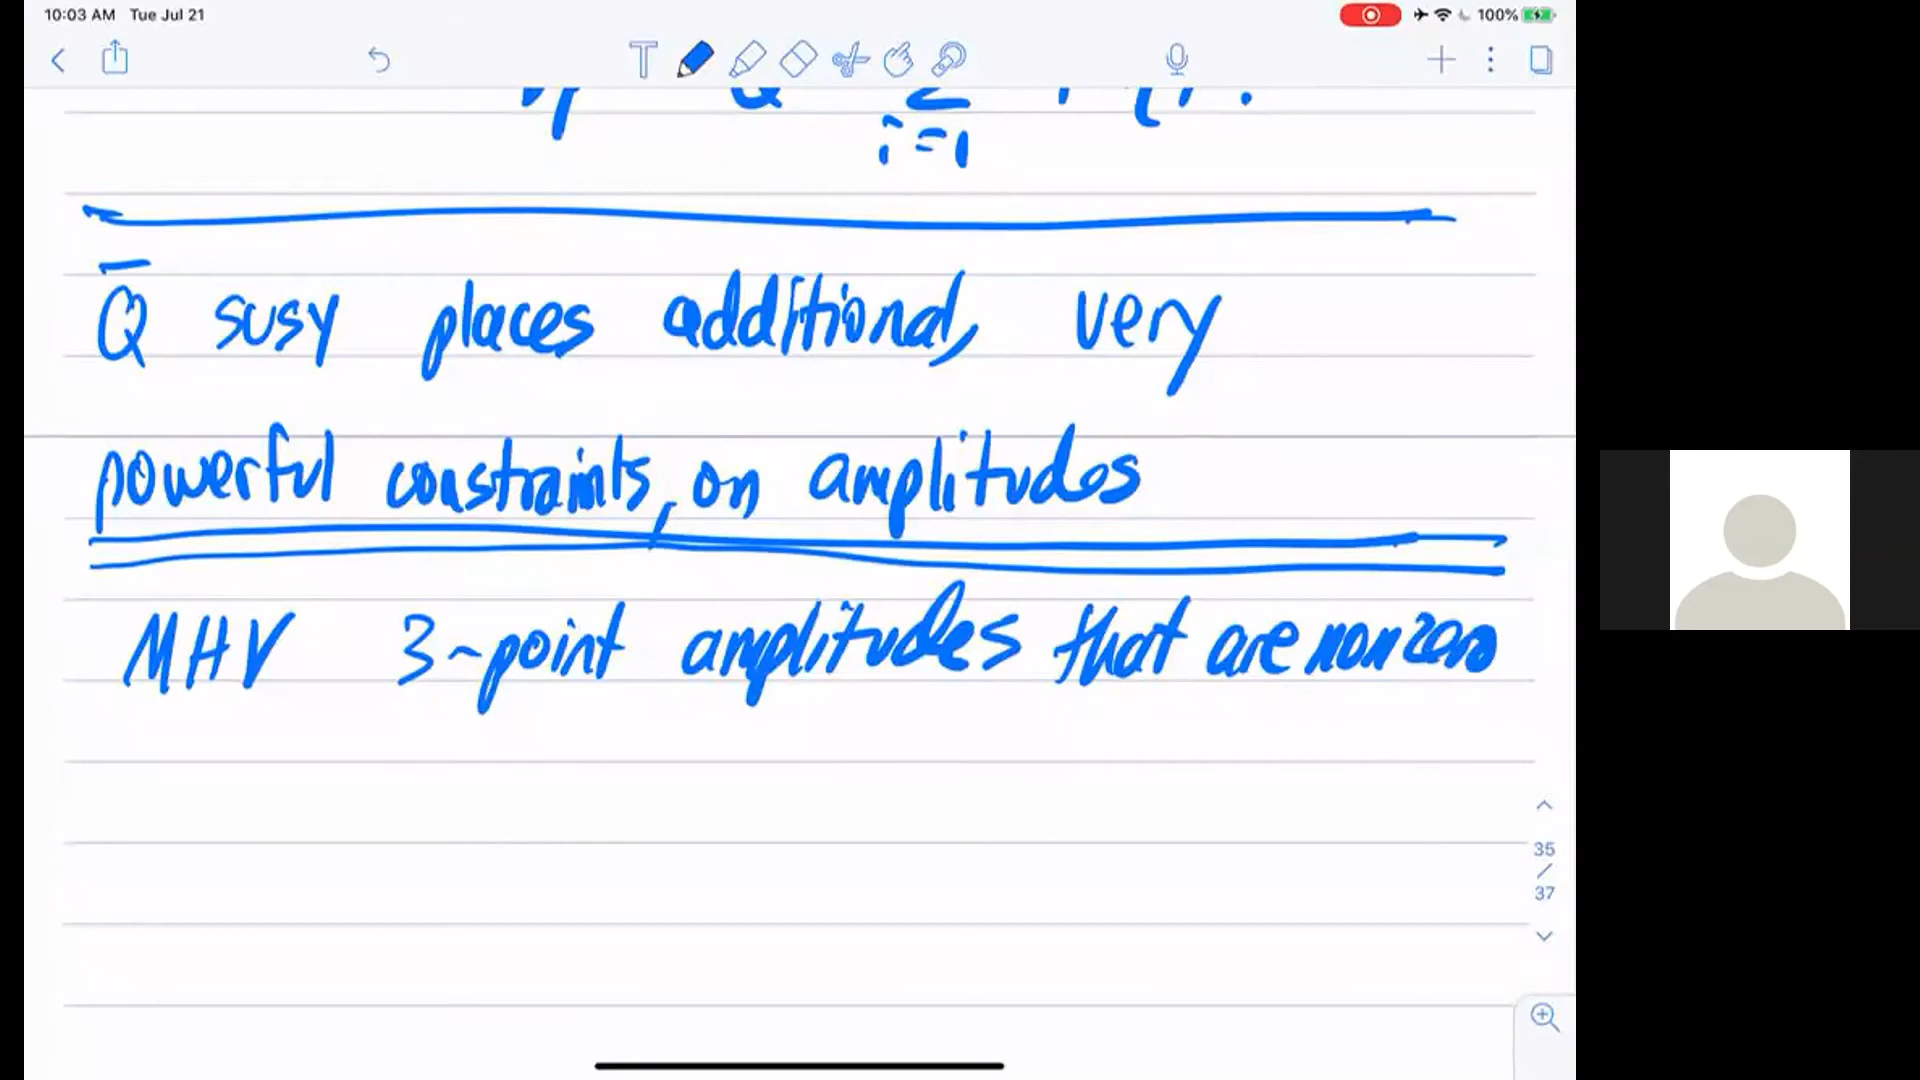 10:03 AM Tue Jul 21
100%
i=1
Q̅ susy places additional, very
powerful constraints, on amplitudes
MHV 3-point amplitudes that are nonzero
35
/
37